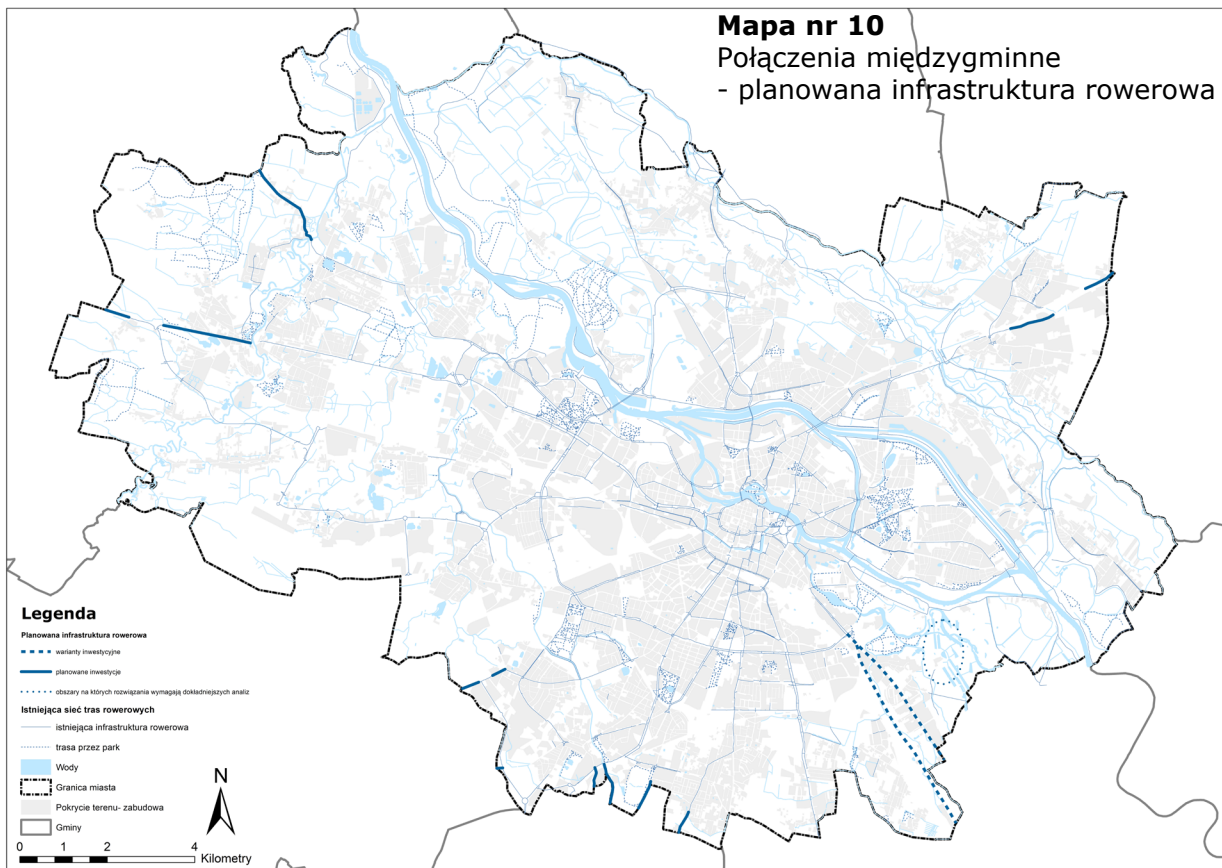 Mapa nr 10
Połączenia międzygminne
- planowana infrastruktura rowerowa
Legenda
Planowana infrastruktura rowerowa
warianty inwestycyjne
planowane inwestycje
obszary na których rozwiązania wymagają dokładniejszych analiz
Istniejąca sieć tras rowerowych
istniejąca infrastruktura rowerowa
trasa przez park
Wody
Granica miasta
Pokrycie terenu- zabudowa
Gminy
N
0 1 2 4
Kilometry